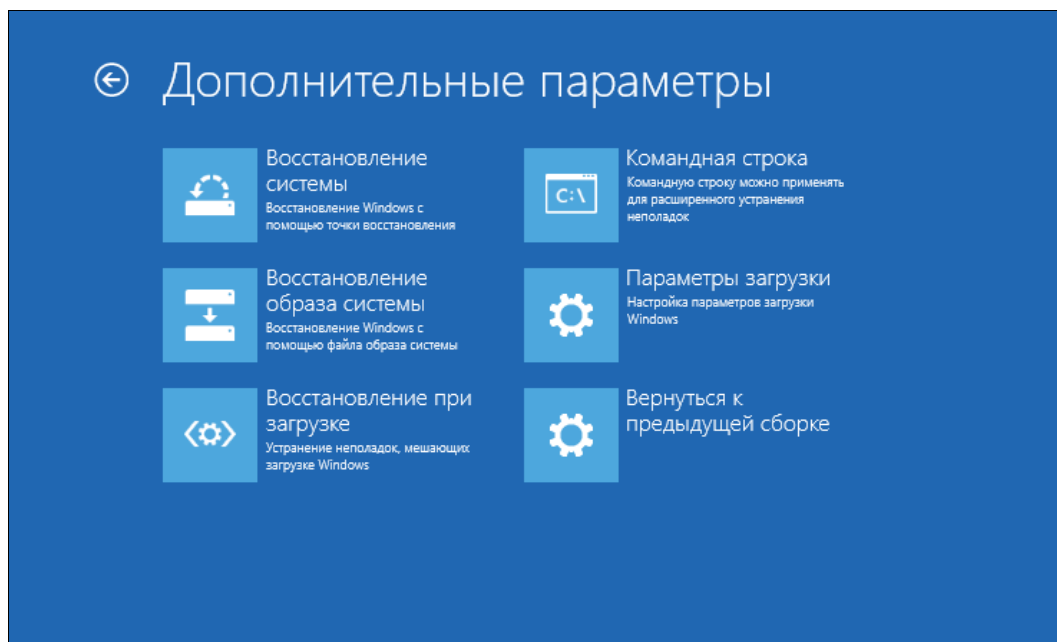 Дополнительные параметры
Восстановление
системы
Восстановление Windows с
помощью точки восстановления
Командная строка
Командную строку можно применять
для расширенного устранения
неполадок
C:\
Восстановление
образа системы
Восстановление Windows с
помощью файла образа системы
Параметры загрузки
Настройка параметров загрузки
Windows
Восстановление при
загрузке
Устранение неполадок, мешающих
загрузке Windows
Вернуться к
предыдущей сборке